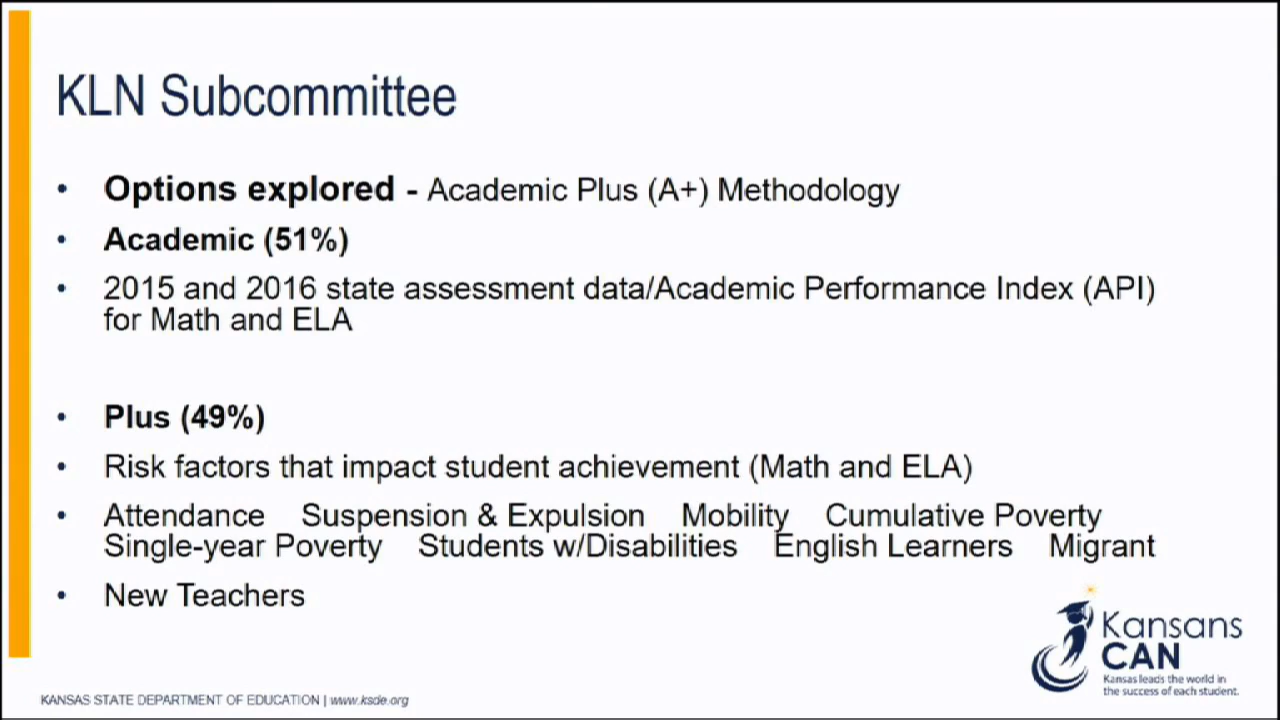 KLN Subcommittee
• Options explored - Academic Plus (A+) Methodology
• Academic (51%)
• 2015 and 2016 state assessment data/Academic Performance Index (API)
for Math and ELA
• Plus (49%)
• Risk factors that impact student achievement (Math and ELA)
• Attendance Suspension & Expulsion Mobility Cumulative Poverty
Single-year Poverty Students w/Disabilities English Learners Migrant
• New Teachers
Kansans
CAN
Kansas leads the world in
the success of each student.
KANSAS STATE DEPARTMENT OF EDUCATION | www.ksde.org